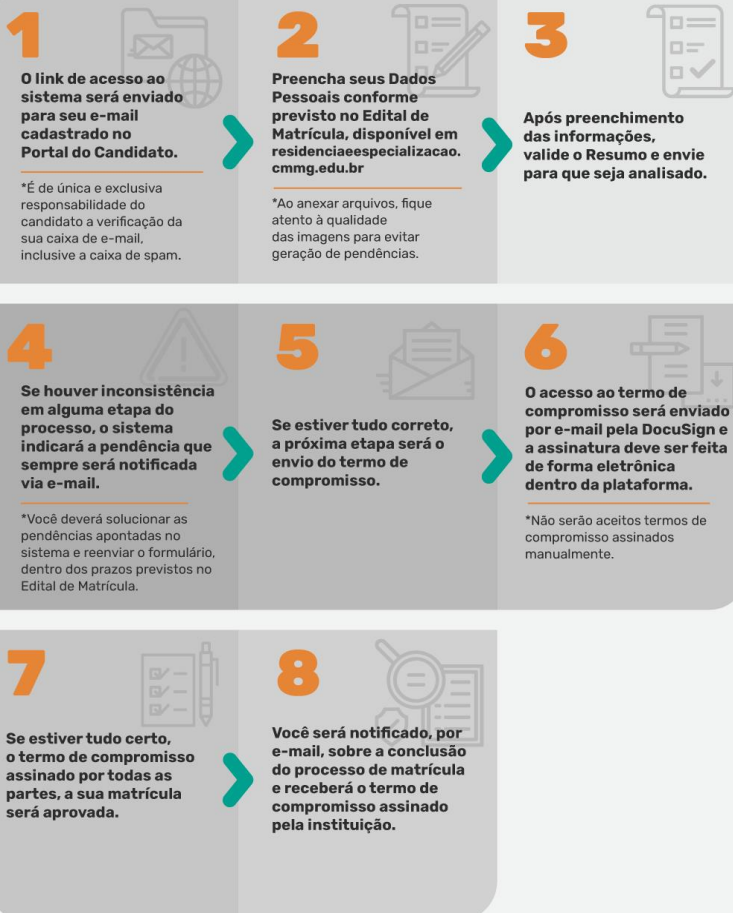 1
O link de acesso ao
sistema será enviado
para seu e-mail
cadastrado no
Portal do Candidato.
*É de única e exclusiva
responsabilidade do
candidato a verificação da
sua caixa de e-mail,
inclusive a caixa de spam.
2
Preencha seus Dados
Pessoais conforme
previsto no Edital de
Matrícula, disponível em
residenciaeespecializacao.
cmmg.edu.br
*Ao anexar arquivos, fique
atento à qualidade
das imagens para evitar
geração de pendências.
3
Após preenchimento
das informações,
valide o Resumo e envie
para que seja analisado.
4
Se houver inconsistência
em alguma etapa do
processo, o sistema
indicará a pendência que
sempre será notificada
via e-mail.
*Você deverá solucionar as
pendências apontadas no
sistema e reenviar o formulário,
dentro dos prazos previstos no
Edital de Matrícula.
5
Se estiver tudo correto,
a próxima etapa será o
envio do termo de
compromisso.
6
O acesso ao termo de
compromisso será enviado
por e-mail pela DocuSign e
a assinatura deve ser feita
de forma eletrônica
dentro da plataforma.
*Não serão aceitos termos de
compromisso assinados
manualmente.
7
Se estiver tudo certo,
o termo de compromisso
assinado por todas as
partes, a sua matrícula
será aprovada.
8
Você será notificado, por
e-mail, sobre a conclusão
do processo de matrícula
e receberá o termo de
compromisso assinado
pela instituição.